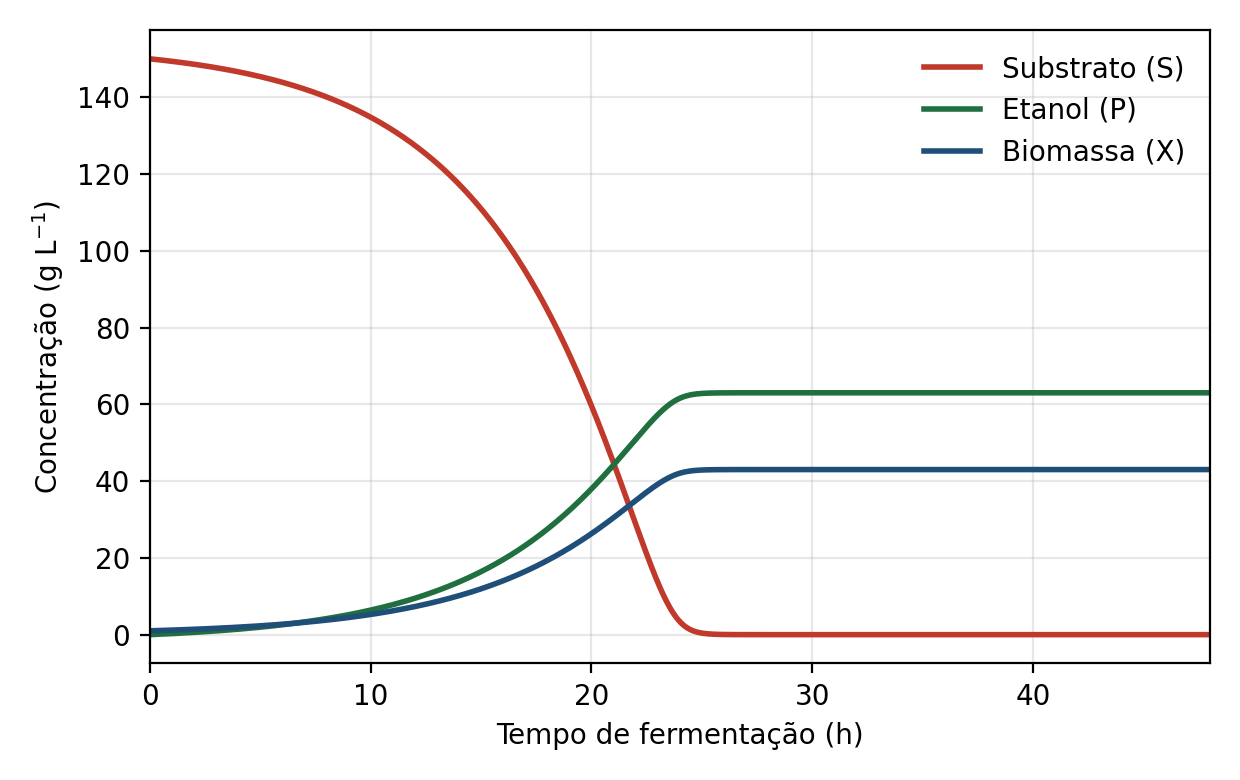 Substrato (S)
Etanol (P)
Biomassa (X)
Concentração (g L⁻¹)
140
120
100
80
60
40
20
0
0 10 20 30 40
Tempo de fermentação (h)